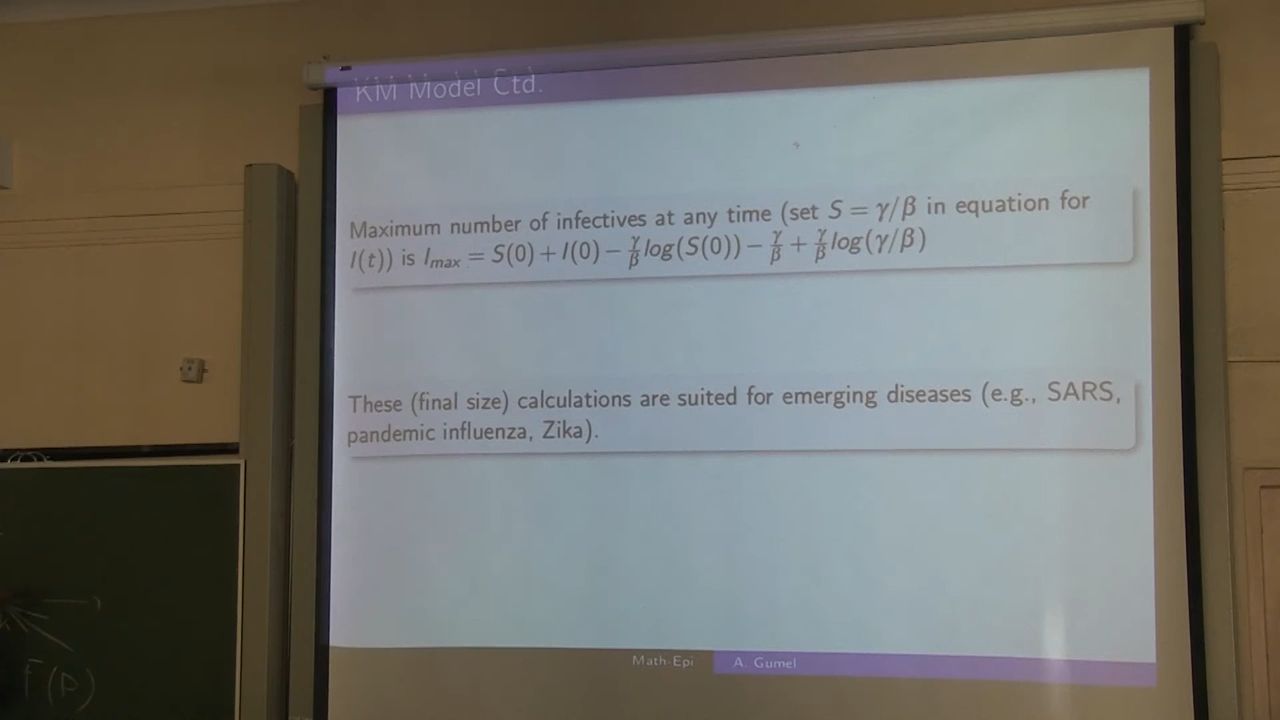 KM Model Ctd.
Maximum number of infectives at any time (set S = γ/β in equation for
I(t)) is I_max = S(0) + I(0) − γ/β log(S(0)) − γ/β + γ/β log(γ/β)
These (final size) calculations are suited for emerging diseases (e.g., SARS,
pandemic influenza, Zika).
Math-Epi A. Gumel
F(P)